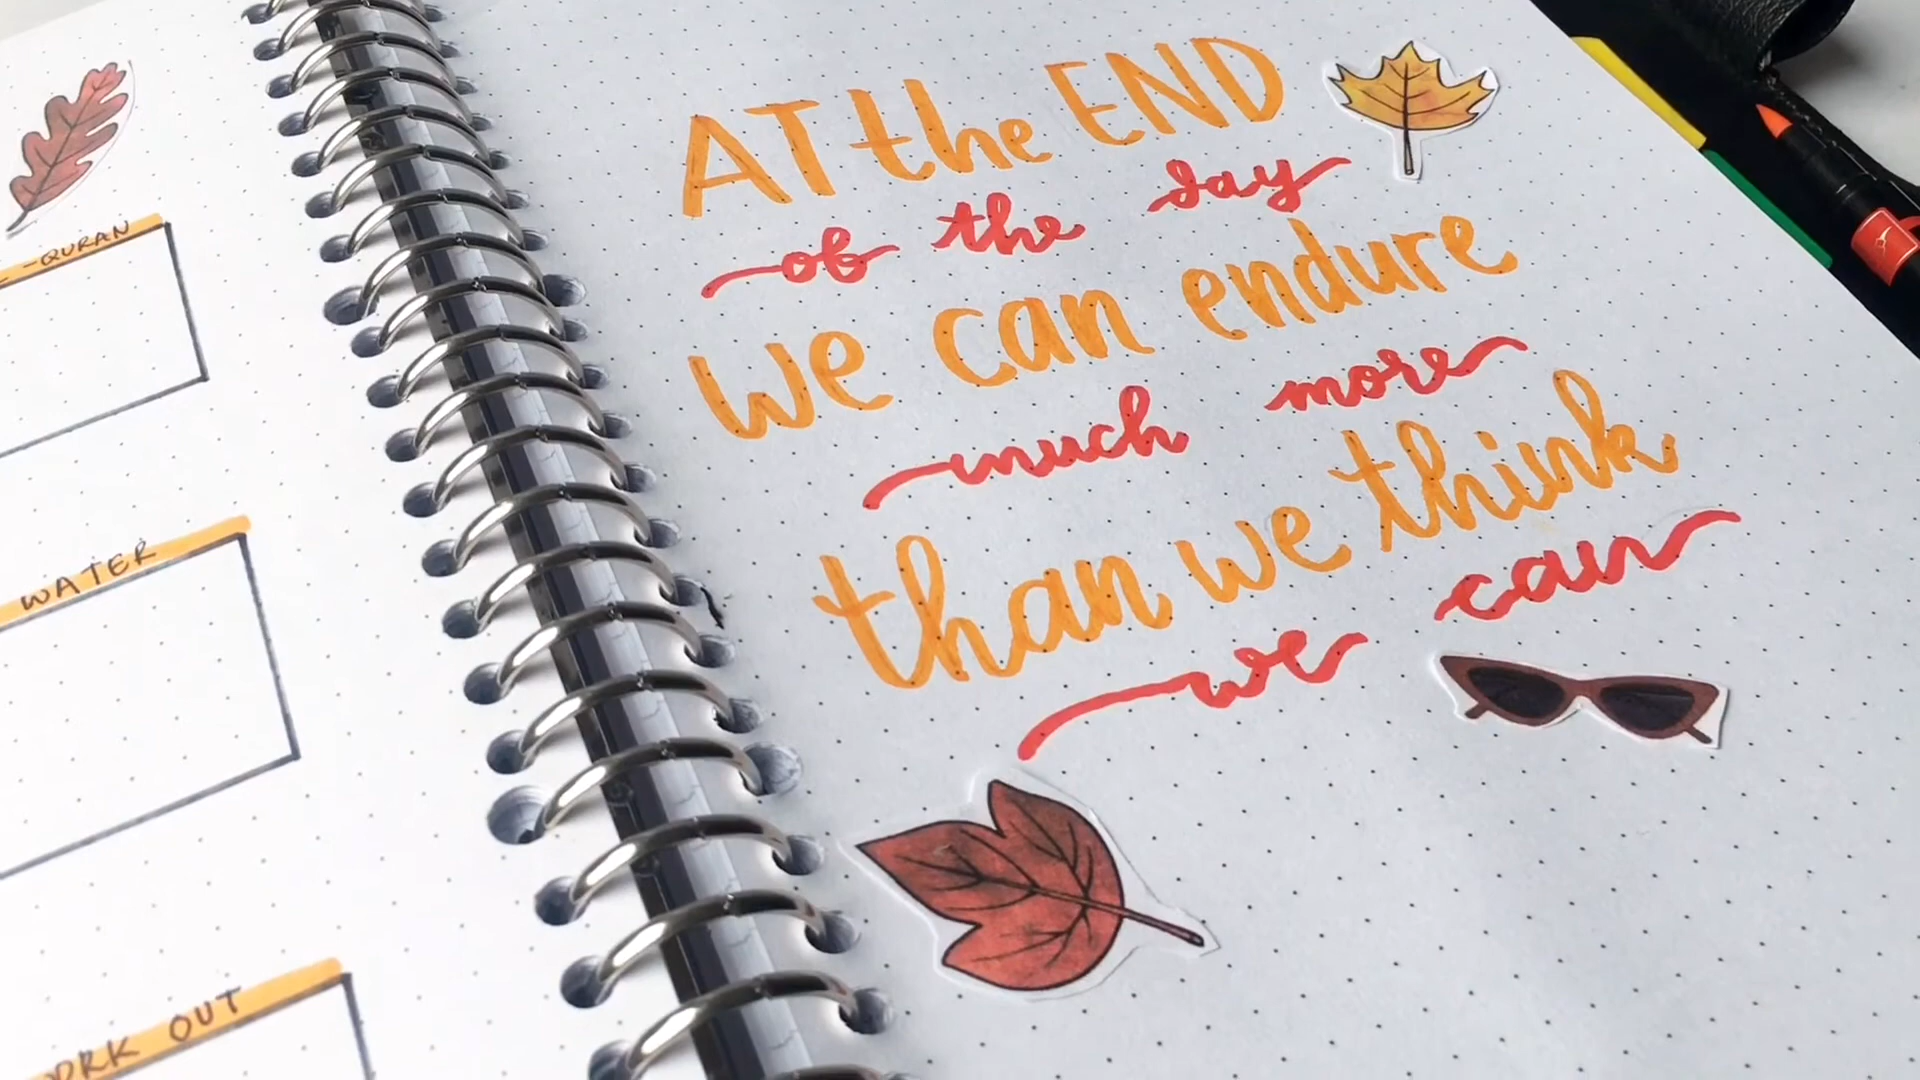 -QURAN
WATER
WORK OUT
AT the END
of the day
we can endure
much more
than we think
we can